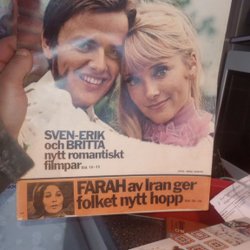 SVEN-ERIK
och BRITTA
nytt romantiskt
filmpar
FARAH av Iran ger
folket nytt hopp